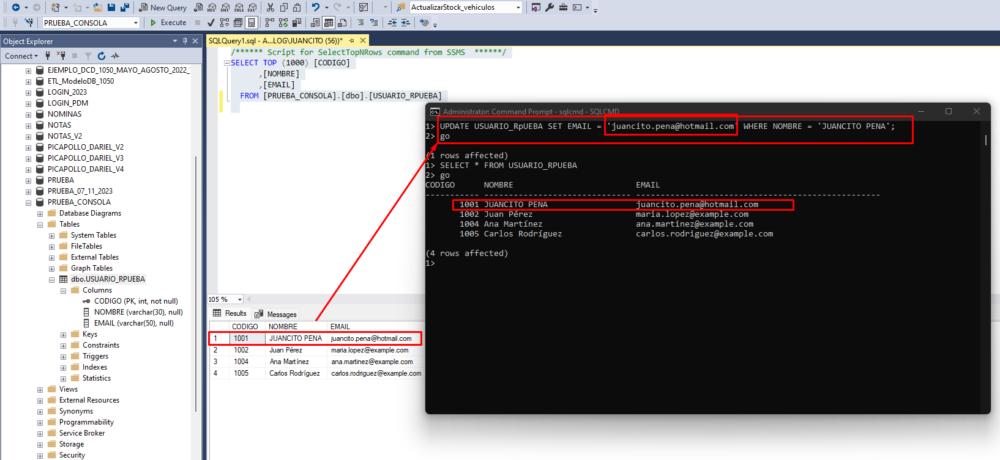 New Query
MDX
DMX
XMLA
DAX
ActualizarStock_vehiculos
PRUEBA_CONSOLA
Execute
Object Explorer
Connect
EJEMPLO_DCD_1050_MAYO_AGOSTO_2022_
ETL_ModeloDB_1050
LOGIN_2023
LOGIN_PDM
NOMINAS
NOTAS
NOTAS_V2
PICAPOLLO_DARIEL_V2
PICAPOLLO_DARIEL_V3
PICAPOLLO_DARIEL_V4
PRUEBA
PRUEBA_07_11_2023
PRUEBA_CONSOLA
Database Diagrams
Tables
System Tables
FileTables
External Tables
Graph Tables
dbo.USUARIO_RPUEBA
Columns
CODIGO (PK, int, not null)
NOMBRE (varchar(30), null)
EMAIL (varchar(50), null)
Keys
Constraints
Triggers
Indexes
Statistics
Views
External Resources
Synonyms
Programmability
Service Broker
Storage
Security
SQLQuery1.sql - A...LOG\JUANCITO (56))*
/****** Script for SelectTopNRows command from SSMS  ******/
SELECT TOP (1000) [CODIGO]
,[NOMBRE]
,[EMAIL]
FROM [PRUEBA_CONSOLA].[dbo].[USUARIO_RPUEBA]
105 %
Results Messages
CODIGO NOMBRE EMAIL
1 1001 JUANCITO PENA juancito.pena@hotmail.com
2 1002 Juan Pérez maria.lopez@example.com
3 1004 Ana Martínez ana.martinez@example.com
4 1005 Carlos Rodríguez carlos.rodriguez@example.com
Administrator: Command Prompt - sqlcmd - SQLCMD
1> UPDATE USUARIO_RpUEBA SET EMAIL = 'juancito.pena@hotmail.com' WHERE NOMBRE = 'JUANCITO PENA';
2> go
(1 rows affected)
1> SELECT * FROM USUARIO_RPUEBA
2> go
CODIGO NOMBRE EMAIL
----------- ------------------------------ --------------------------------------------------
1001 JUANCITO PENA juancito.pena@hotmail.com
1002 Juan Pérez maria.lopez@example.com
1004 Ana Martínez ana.martinez@example.com
1005 Carlos Rodríguez carlos.rodriguez@example.com
(4 rows affected)
1>